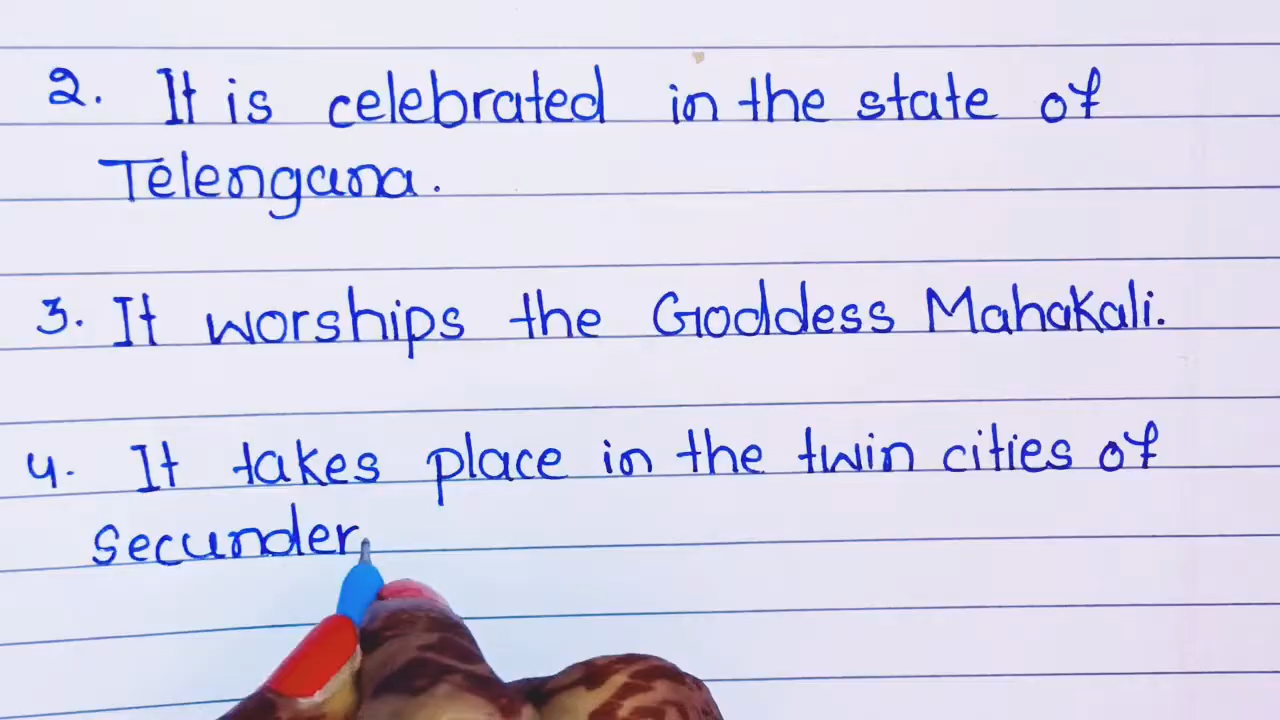 2. It is celebrated in the state of
Telengana.
3. It worships the Goddess Mahakali.
4. It takes place in the twin cities of
secunder